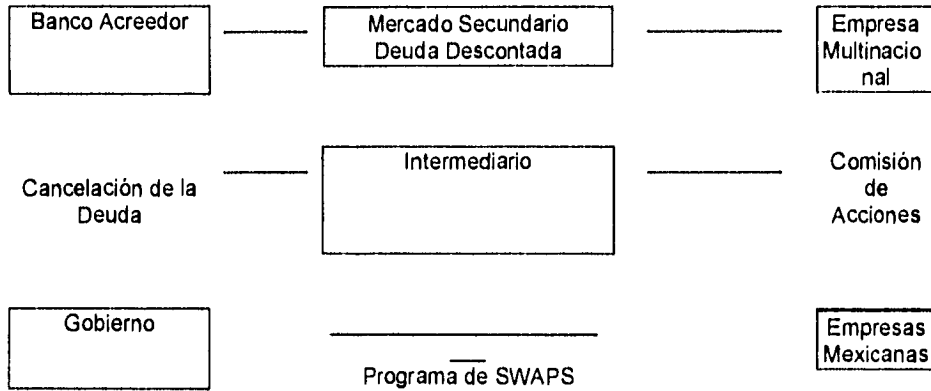 Banco Acreedor
Mercado Secundario
Deuda Descontada
Empresa
Multinacio
nal
Cancelación de la
Deuda
Intermediario
Comisión
de
Acciones
Gobierno
Programa de SWAPS
Empresas
Mexicanas